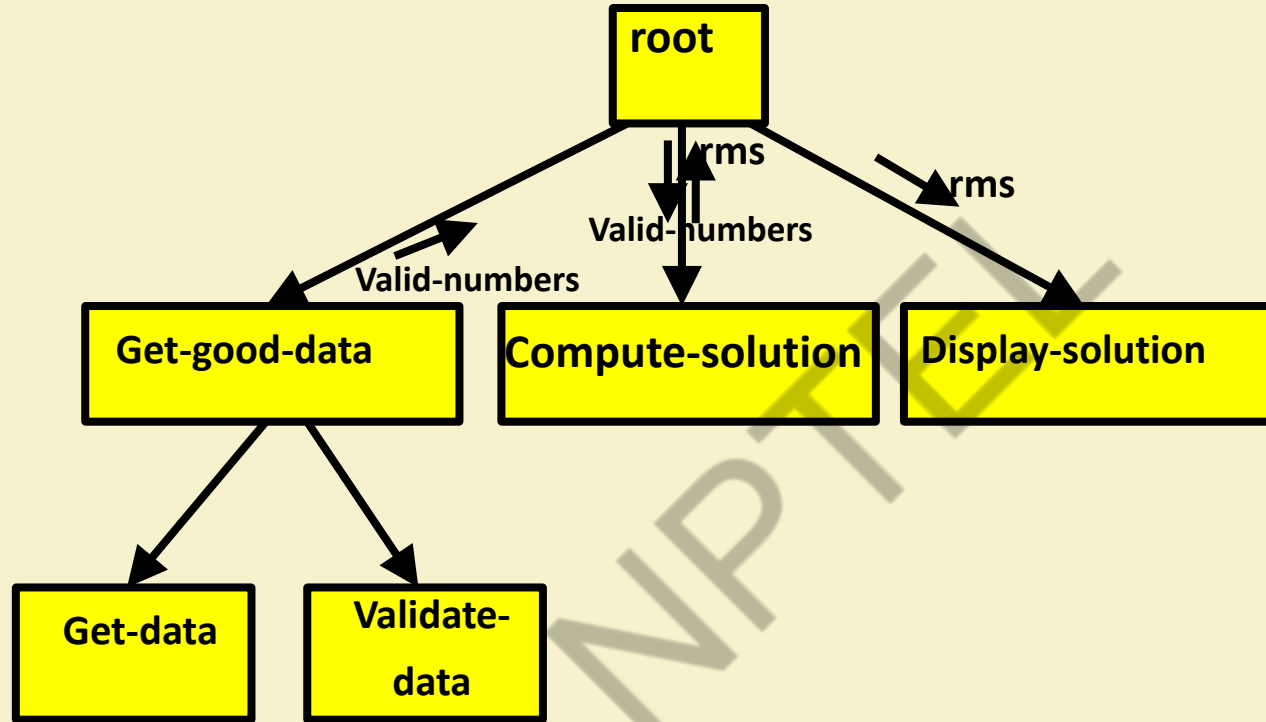 root
rms
rms
Valid-numbers
Valid-numbers
Get-good-data
Compute-solution
Display-solution
Get-data
Validate-
data
NPTEL